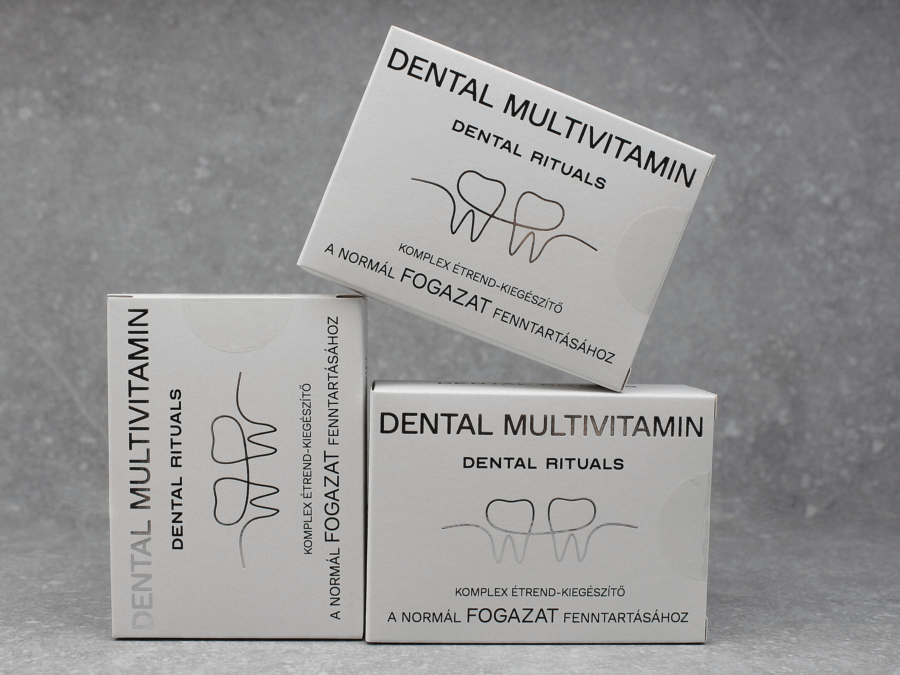 DENTAL MULTIVITAMIN
DENTAL RITUALS
KOMPLEX ÉTREND-KIEGÉSZÍTŐ
A NORMÁL FOGAZAT FENNTARTÁSÁHOZ
DENTAL MULTIVITAMIN
DENTAL RITUALS
KOMPLEX ÉTREND-KIEGÉSZÍTŐ
A NORMÁL FOGAZAT FENNTARTÁSÁHOZ
DENTAL MULTIVITAMIN
DENTAL RITUALS
KOMPLEX ÉTREND-KIEGÉSZÍTŐ
A NORMÁL FOGAZAT FENNTARTÁSÁHOZ